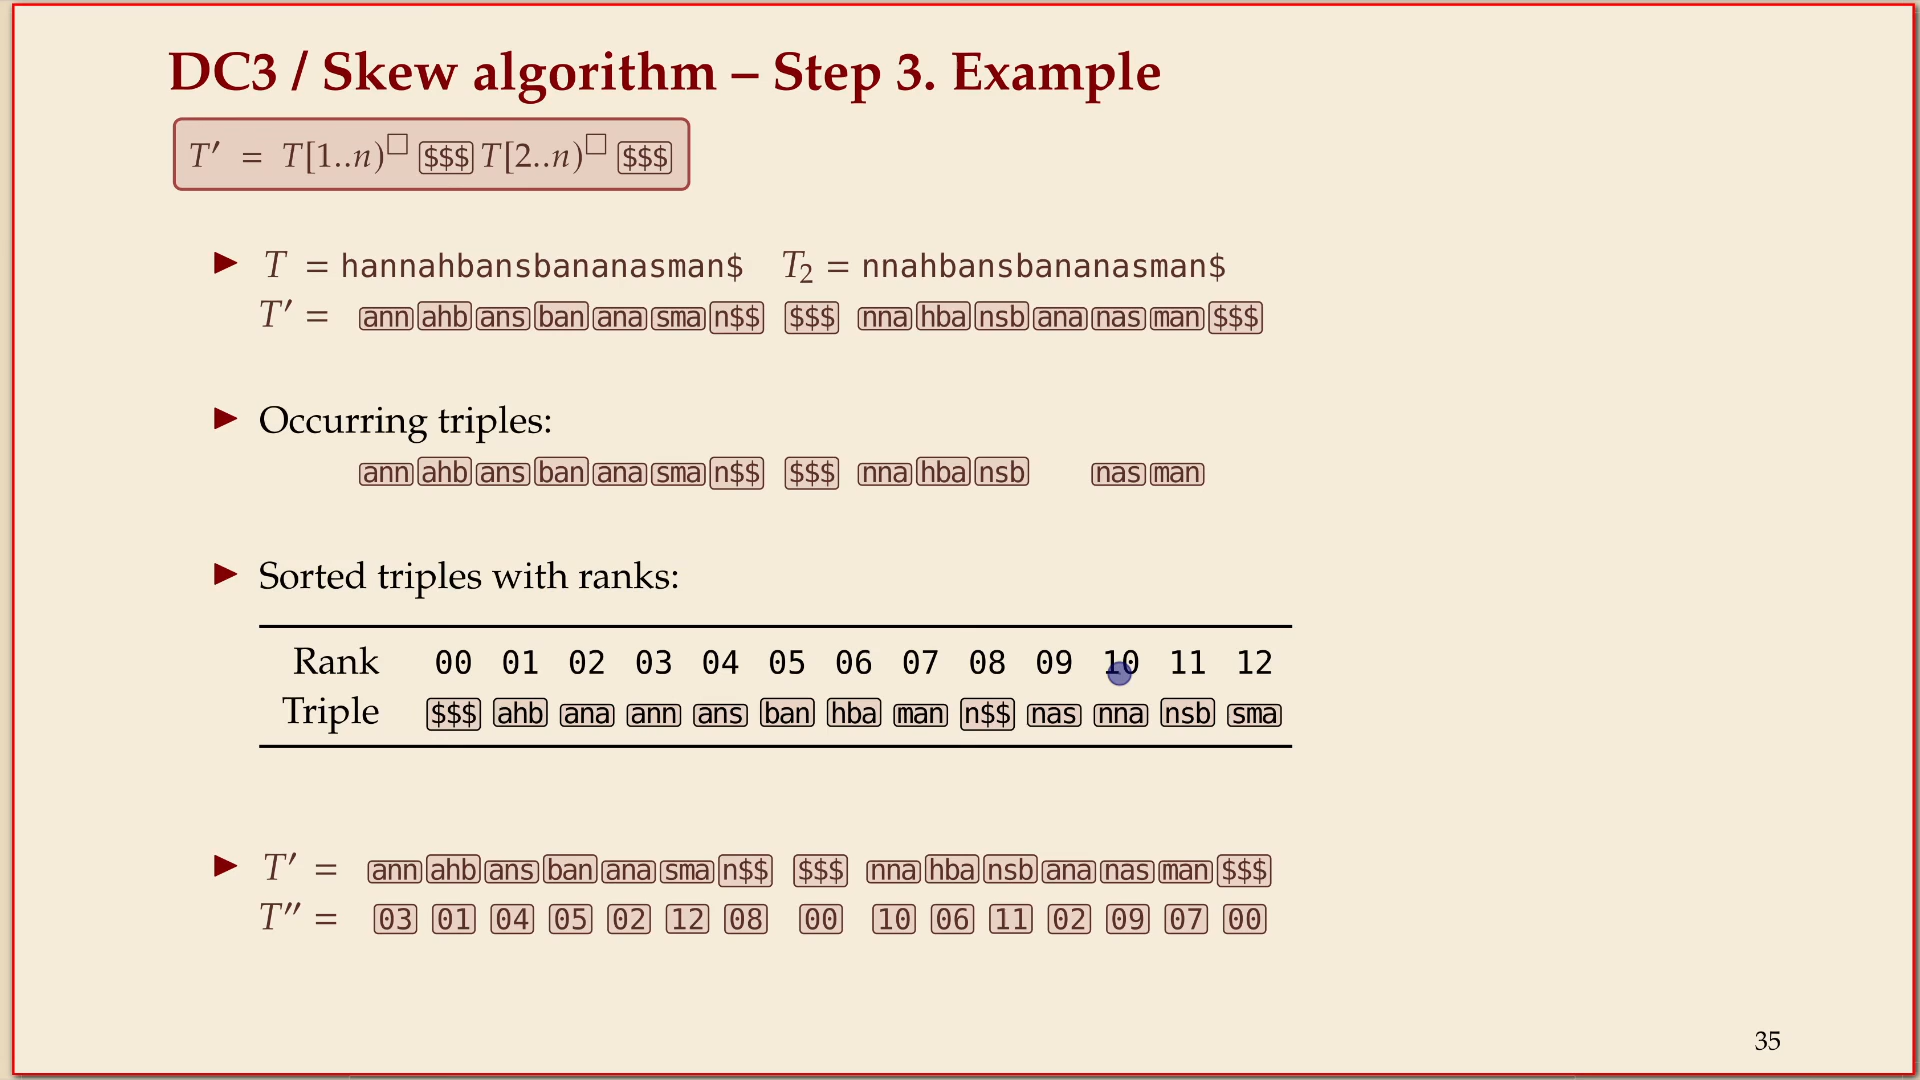 DC3 / Skew algorithm – Step 3. Example
T′ = T[1..n)□ $$$ T[2..n)□ $$$
▶ T = hannahbansbananasman$ T₂ = nnahbansbananasman$
T′ = ann ahb ans ban ana sma n$$ $$$ nna hba nsb ana nas man $$$
▶ Occurring triples:
ann ahb ans ban ana sma n$$ $$$ nna hba nsb nas man
▶ Sorted triples with ranks:
Rank 00 01 02 03 04 05 06 07 08 09 10 11 12
Triple $$$ ahb ana ann ans ban hba man n$$ nas nna nsb sma
▶ T′ = ann ahb ans ban ana sma n$$ $$$ nna hba nsb ana nas man $$$
T″ = 03 01 04 05 02 12 08 00 10 06 11 02 09 07 00
35